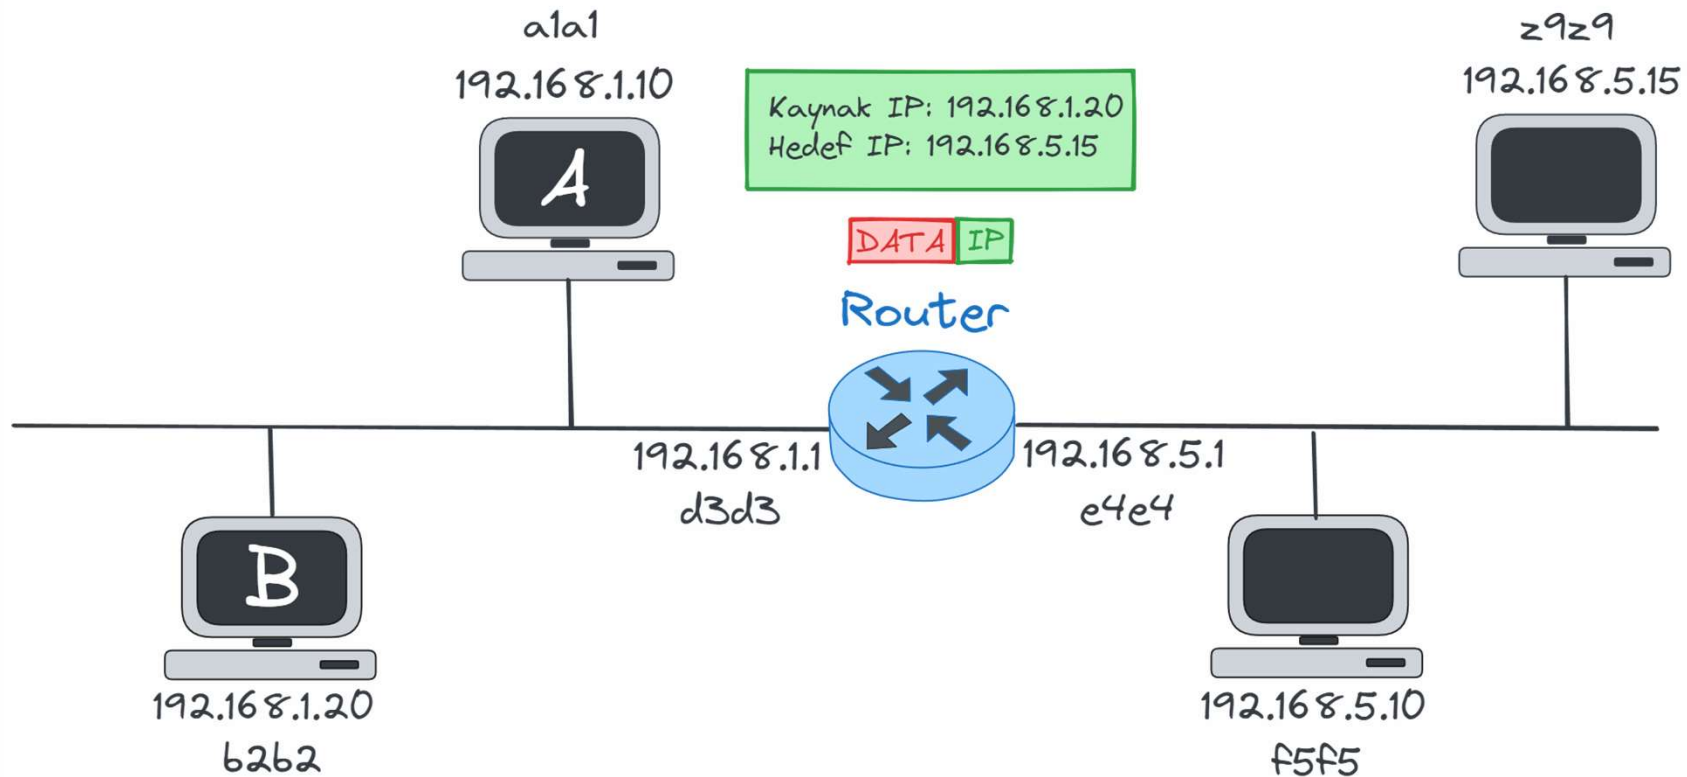 a1a1
192.168.1.10
A
Kaynak IP: 192.168.1.20
Hedef IP: 192.168.5.15
DATA IP
z9z9
192.168.5.15
Router
192.168.1.1
d3d3
192.168.5.1
e4e4
B
192.168.1.20
b2b2
192.168.5.10
f5f5